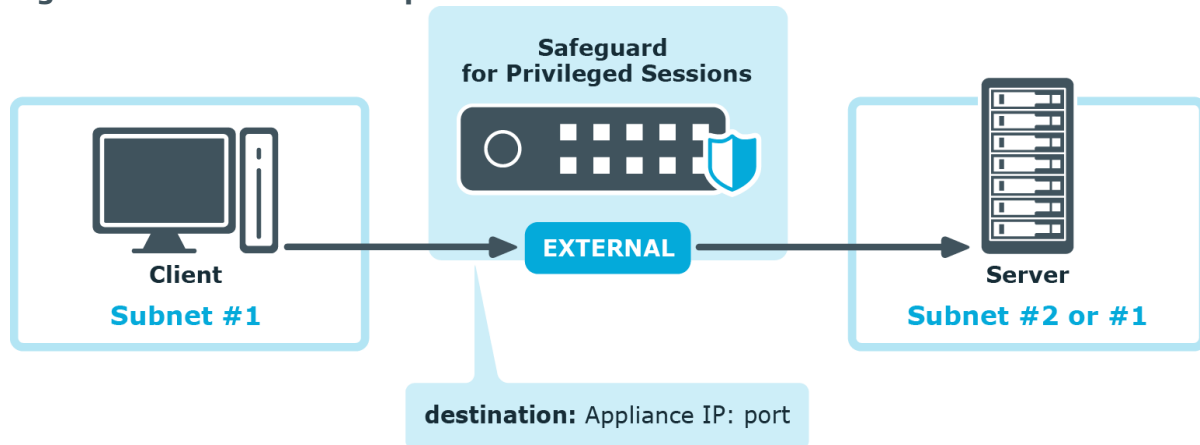 Safeguard
for Privileged Sessions
EXTERNAL
Client
Subnet #1
Server
Subnet #2 or #1
destination: Appliance IP: port